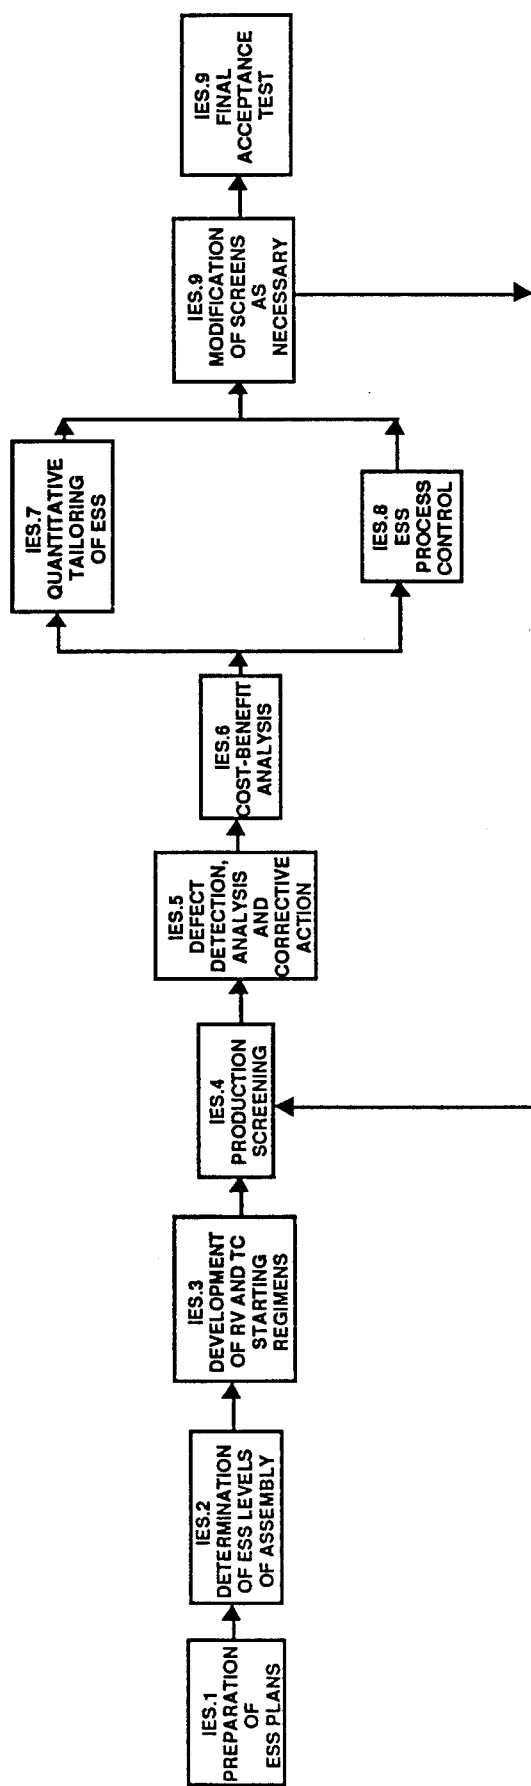 IES.1
PREPARATION
OF
ESS PLANS
IES.2
DETERMINATION
OF ESS LEVELS
OF ASSEMBLY
IES.3
DEVELOPMENT
OF RV AND TC
STARTING
REGIMENS
IES.4
PRODUCTION
SCREENING
IES.5
DEFECT
DETECTION,
ANALYSIS
AND
CORRECTIVE
ACTION
IES.6
COST-BENEFIT
ANALYSIS
IES.7
QUANTITATIVE
TAILORING
OF ESS
IES.8
ESS
PROCESS
CONTROL
IES.9
MODIFICATION
OF SCREENS
AS
NECESSARY
IES.9
FINAL
ACCEPTANCE
TEST